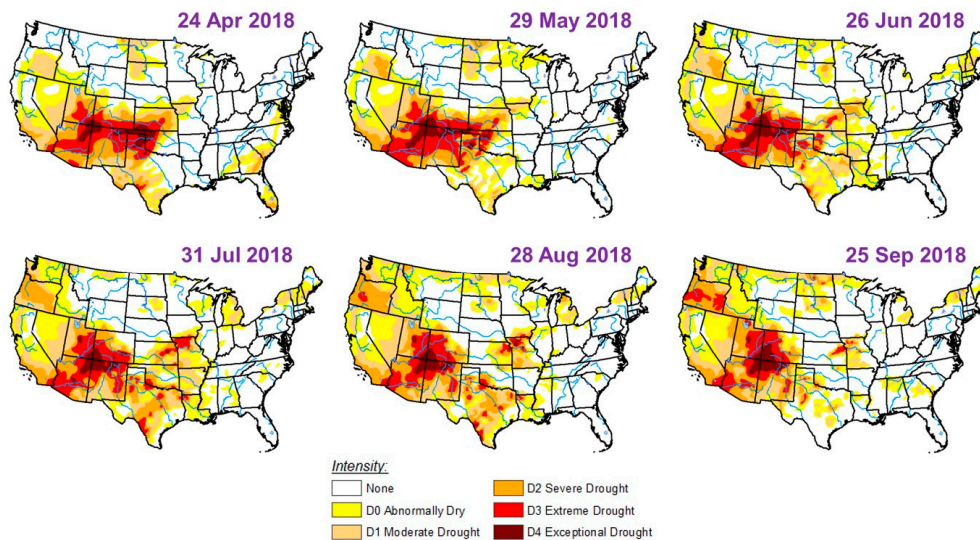 24 Apr 2018
29 May 2018
26 Jun 2018
31 Jul 2018
28 Aug 2018
25 Sep 2018
Intensity:
None
D0 Abnormally Dry
D1 Moderate Drought
D2 Severe Drought
D3 Extreme Drought
D4 Exceptional Drought